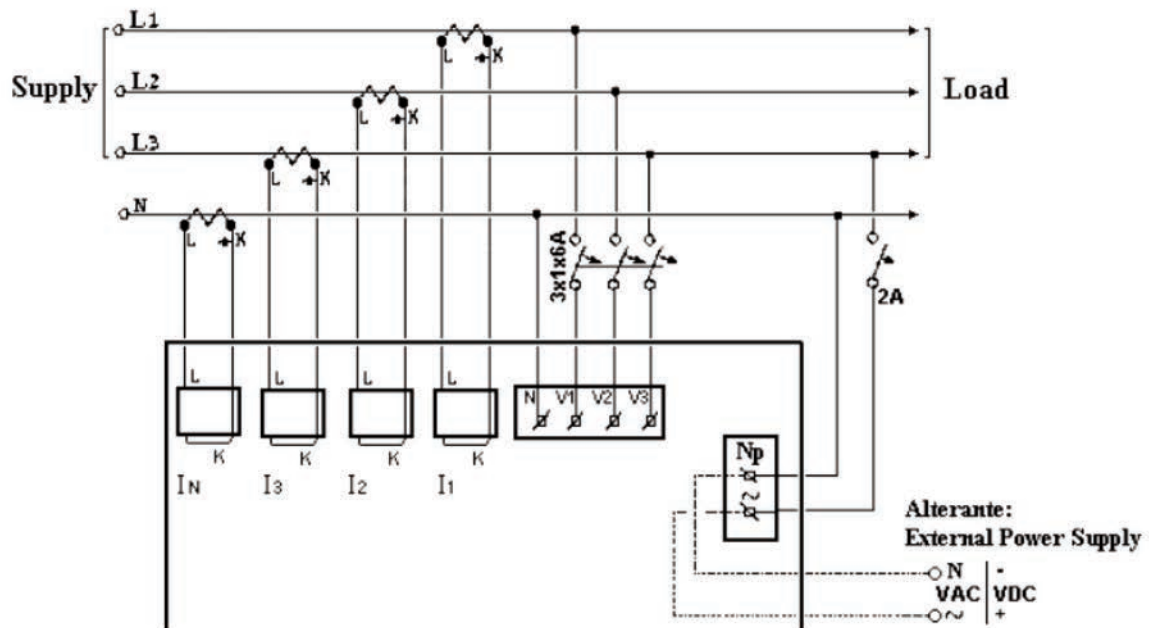 L1
L K
Supply
L2
L K
Load
L3
L K
N
L K
3x1x6A
2A
L L L L
N V1 V2 V3
K K K K
IN I3 I2 I1
Np
~
Alterante:
External Power Supply
N -
VAC VDC
~ +